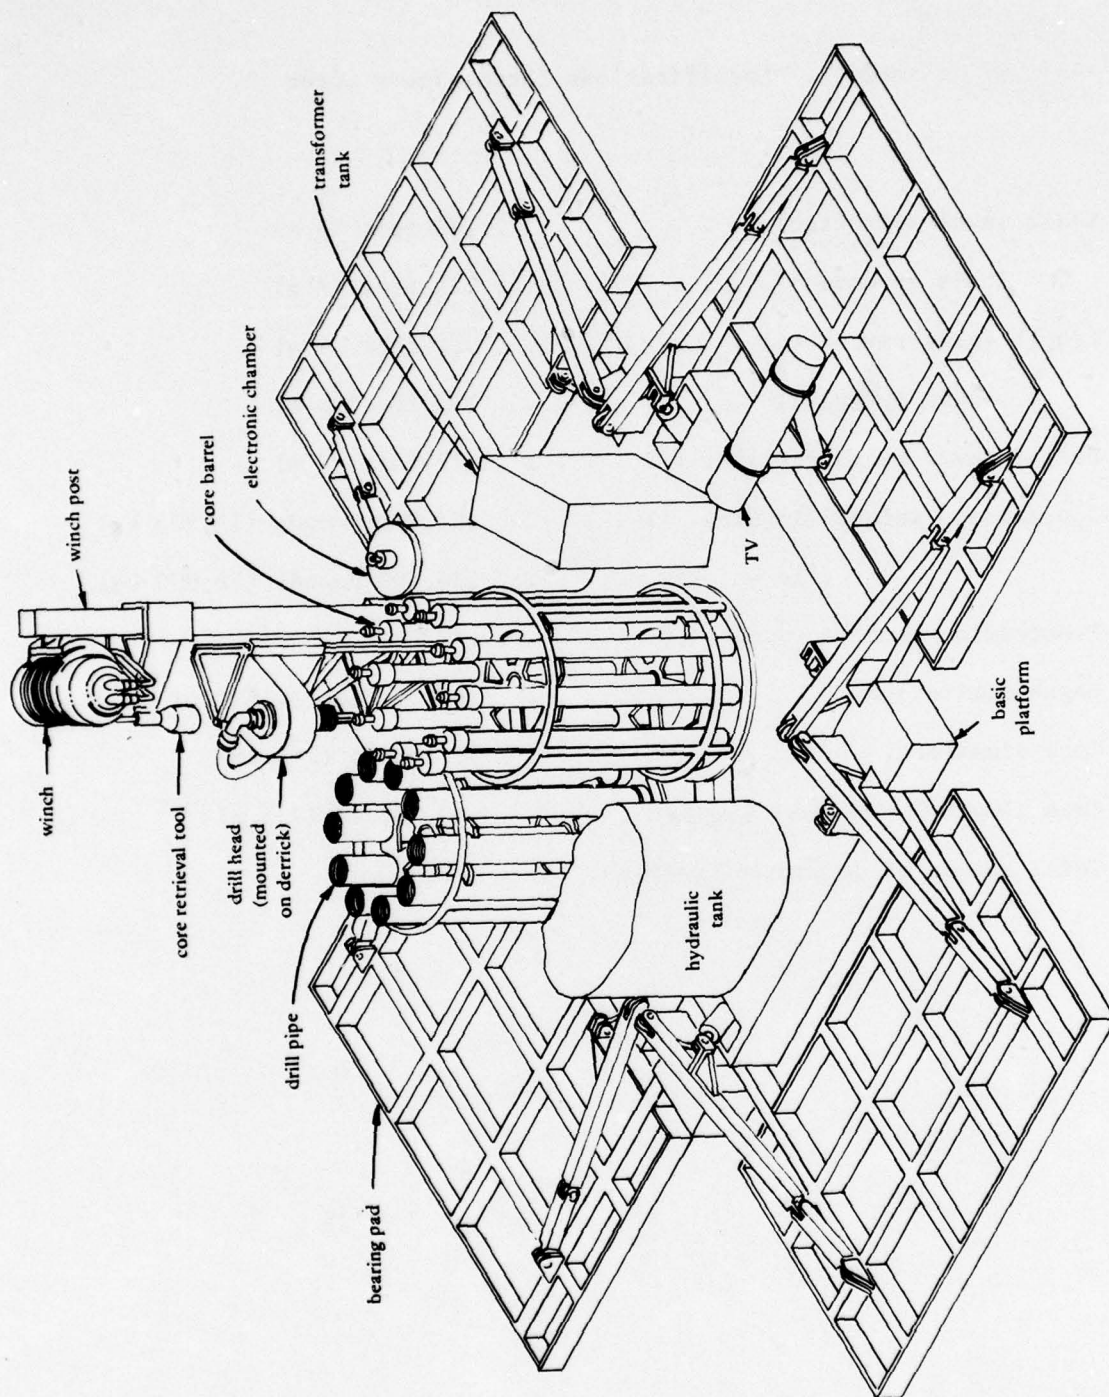 winch
winch post
core retrieval tool
drill head
(mounted
on derrick)
core barrel
electronic chamber
transformer
tank
drill pipe
bearing pad
hydraulic
tank
TV
basic
platform